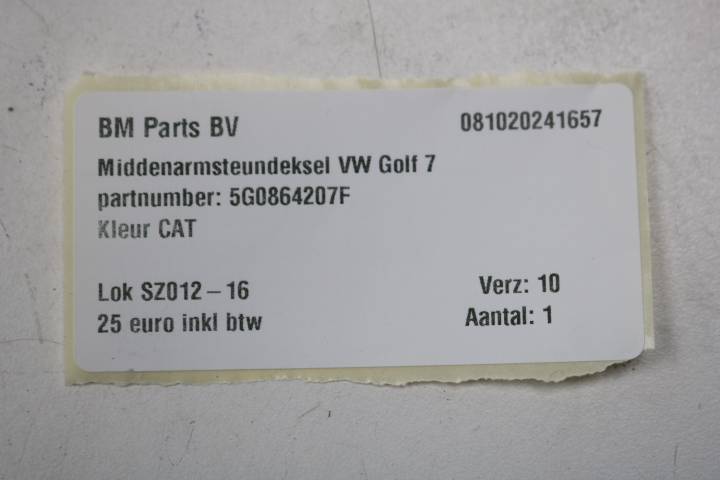 BM Parts BV 081020241657
Middenarmsteundeksel VW Golf 7
partnumber: 5G0864207F
Kleur CAT
Lok SZ012 – 16 Verz: 10
25 euro inkl btw Aantal: 1